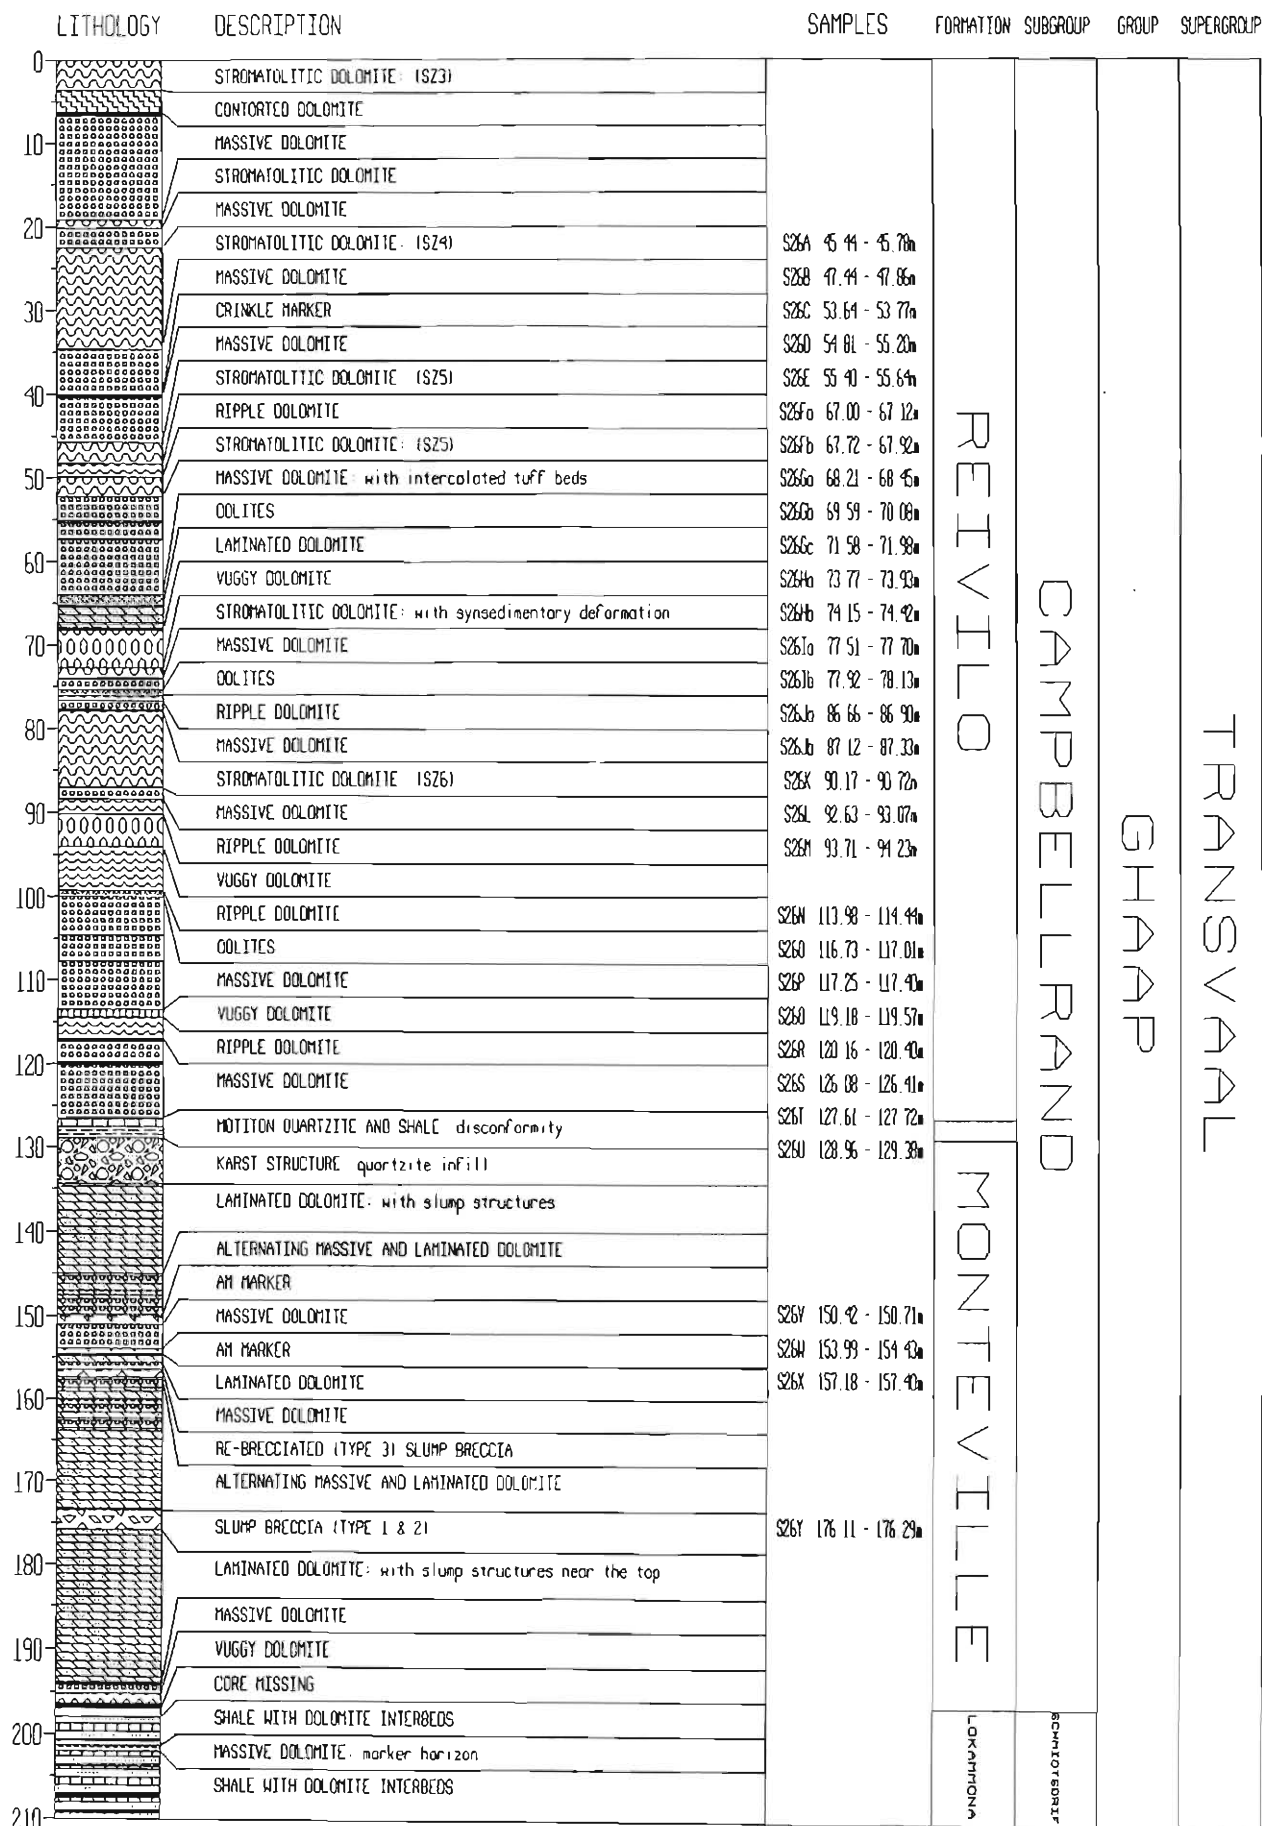 LITHOLOGY DESCRIPTION SAMPLES FORMATION SUBGROUP GROUP SUPERGROUP
0
STROMATOLITIC DOLOMITE: (SZ3)
CONTORTED DOLOMITE
10
MASSIVE DOLOMITE
STROMATOLITIC DOLOMITE
MASSIVE DOLOMITE
20
STROMATOLITIC DOLOMITE: (SZ4) S26A 45.44 - 45.78m
MASSIVE DOLOMITE S26B 47.44 - 47.86m
30
CRINKLE MARKER S26C 53.64 - 53.77m
MASSIVE DOLOMITE S26D 54.81 - 55.20m
STROMATOLITIC DOLOMITE (SZ5) S26E 55.40 - 55.64m
40
RIPPLE DOLOMITE S26Fa 67.00 - 67.12m
STROMATOLITIC DOLOMITE: (SZ5) S26Fb 67.72 - 67.92m
50
MASSIVE DOLOMITE: with intercalated tuff beds S26Ga 68.21 - 68.45m
OOLITES S26Gb 69.59 - 70.08m
LAMINATED DOLOMITE S26Gc 71.58 - 71.98m
60
VUGGY DOLOMITE S26Ha 73.77 - 73.93m
STROMATOLITIC DOLOMITE: with synsedimentory deformation S26Hb 74.15 - 74.42m
70
MASSIVE DOLOMITE S26Ia 77.51 - 77.70m
OOLITES S26Ib 77.92 - 78.13m
RIPPLE DOLOMITE S26Ja 86.66 - 86.90m
80
MASSIVE DOLOMITE S26Jb 87.12 - 87.33m
STROMATOLITIC DOLOMITE (SZ6) S26K 90.17 - 90.72m
90
MASSIVE DOLOMITE S26L 92.63 - 93.07m
RIPPLE DOLOMITE S26M 93.71 - 94.23m
VUGGY DOLOMITE
100
RIPPLE DOLOMITE S26N 113.98 - 114.44m
OOLITES S26O 116.73 - 117.01m
110
MASSIVE DOLOMITE S26P 117.25 - 117.40m
VUGGY DOLOMITE S26Q 119.18 - 119.57m
RIPPLE DOLOMITE S26R 120.16 - 120.40m
120
MASSIVE DOLOMITE S26S 126.08 - 126.41m
MOTITON QUARTZITE AND SHALE disconformity S26T 127.61 - 127.72m
130
KARST STRUCTURE quartzite infill S26U 128.96 - 129.38m
LAMINATED DOLOMITE: with slump structures
140
ALTERNATING MASSIVE AND LAMINATED DOLOMITE
AM MARKER
150
MASSIVE DOLOMITE S26V 150.42 - 150.71m
AM MARKER S26W 153.99 - 154.43m
LAMINATED DOLOMITE S26X 157.18 - 157.40m
160
MASSIVE DOLOMITE
RE-BRECCIATED (TYPE 3) SLUMP BRECCIA
170
ALTERNATING MASSIVE AND LAMINATED DOLOMITE
SLUMP BRECCIA (TYPE 1 & 2) S26Y 176.11 - 176.29m
180
LAMINATED DOLOMITE: with slump structures near the top
MASSIVE DOLOMITE
190
VUGGY DOLOMITE
CORE MISSING
SHALE WITH DOLOMITE INTERBEDS
200
MASSIVE DOLOMITE: marker horizon
SHALE WITH DOLOMITE INTERBEDS
210
REIVILO
MONTEVILLE
LOKAMMONA
CAMPBELLRAND
SCHMIDTSDRIF
GHAAP
TRANSVAAL